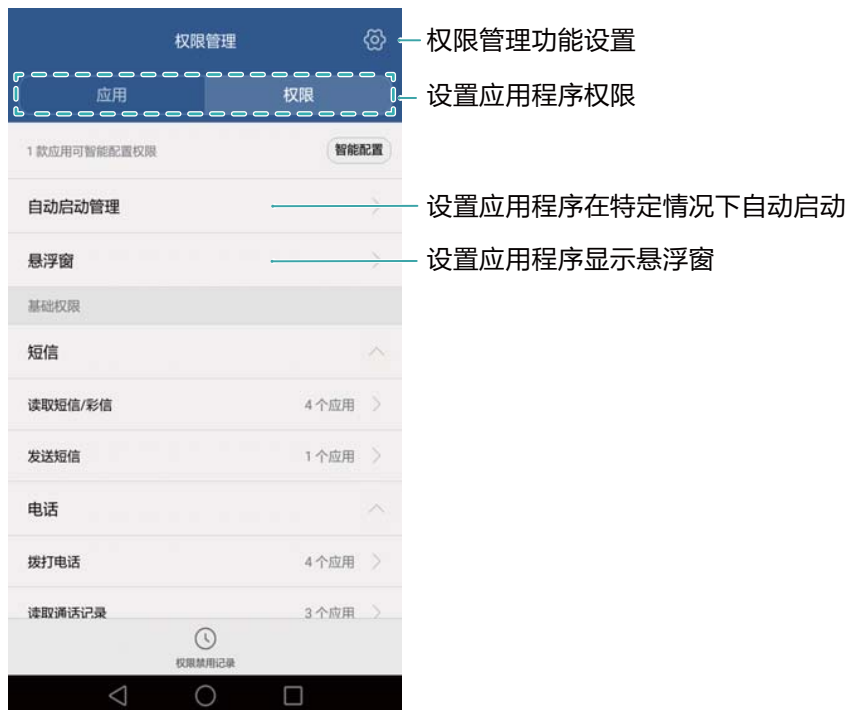 权限管理
权限管理功能设置
应用
权限
设置应用程序权限
1 款应用可智能配置权限
智能配置
自动启动管理
设置应用程序在特定情况下自动启动
悬浮窗
设置应用程序显示悬浮窗
基础权限
短信
读取短信/彩信
4 个应用
发送短信
1 个应用
电话
拨打电话
4 个应用
读取通话记录
3 个应用
权限禁用记录